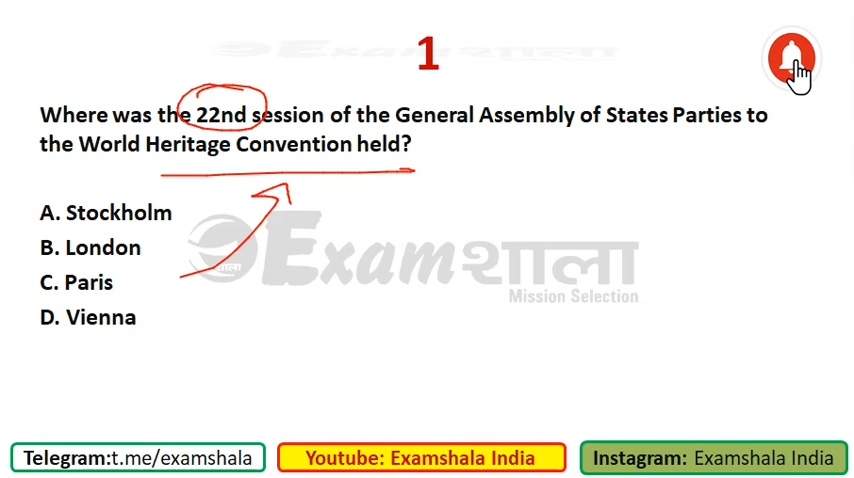 Examशाला
1
Where was the 22nd session of the General Assembly of States Parties to
the World Heritage Convention held?
A. Stockholm
B. London
C. Paris
D. Vienna
शाला
Examशाला
Mission Selection
Telegram:t.me/examshala
Youtube: Examshala India
Instagram: Examshala India